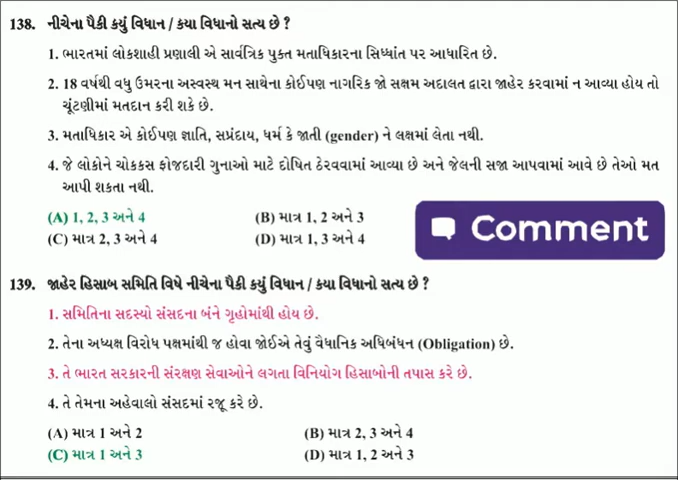 138. નીચેના પૈકી કયું વિધાન / કયા વિધાનો સત્ય છે ?
1. ભારતમાં લોકશાહી પ્રણાલી એ સાર્વત્રિક પુક્ત મતાધિકારના સિધ્ધાંત પર આધારિત છે.
2. 18 વર્ષથી વધુ ઉમરના અસ્વસ્થ મન સાથેના કોઈપણ નાગરિક જો સક્ષમ અદાલત દ્વારા જાહેર કરવામાં ન આવ્યા હોય તો
ચૂંટણીમાં મતદાન કરી શકે છે.
3. મતાધિકાર એ કોઈપણ જ્ઞાતિ, સપ્રંદાય, ધર્મ કે જાતી (gender) ને લક્ષમાં લેતા નથી.
4. જે લોકોને ચોકકસ ફોજદારી ગુનાઓ માટે દોષિત ઠેરવવામાં આવ્યા છે અને જેલની સજા આપવામાં આવે છે તેઓ મત
આપી શકતા નથી.
(A) 1, 2, 3 અને 4 (B) માત્ર 1, 2 અને 3
(C) માત્ર 2, 3 અને 4 (D) માત્ર 1, 3 અને 4
Comment
139. જાહેર હિસાબ સમિતિ વિષે નીચેના પૈકી કયું વિધાન / કયા વિધાનો સત્ય છે ?
1. સમિતિના સદસ્યો સંસદના બંને ગૃહોમાંથી હોય છે.
2. તેના અધ્યક્ષ વિરોધ પક્ષમાંથી જ હોવા જોઈએ તેવું વૈધાનિક અધિબંધન (Obligation) છે.
3. તે ભારત સરકારની સંરક્ષણ સેવાઓને લગતા વિનિયોગ હિસાબોની તપાસ કરે છે.
4. તે તેમના અહેવાલો સંસદમાં રજૂ કરે છે.
(A) માત્ર 1 અને 2 (B) માત્ર 2, 3 અને 4
(C) માત્ર 1 અને 3 (D) માત્ર 1, 2 અને 3